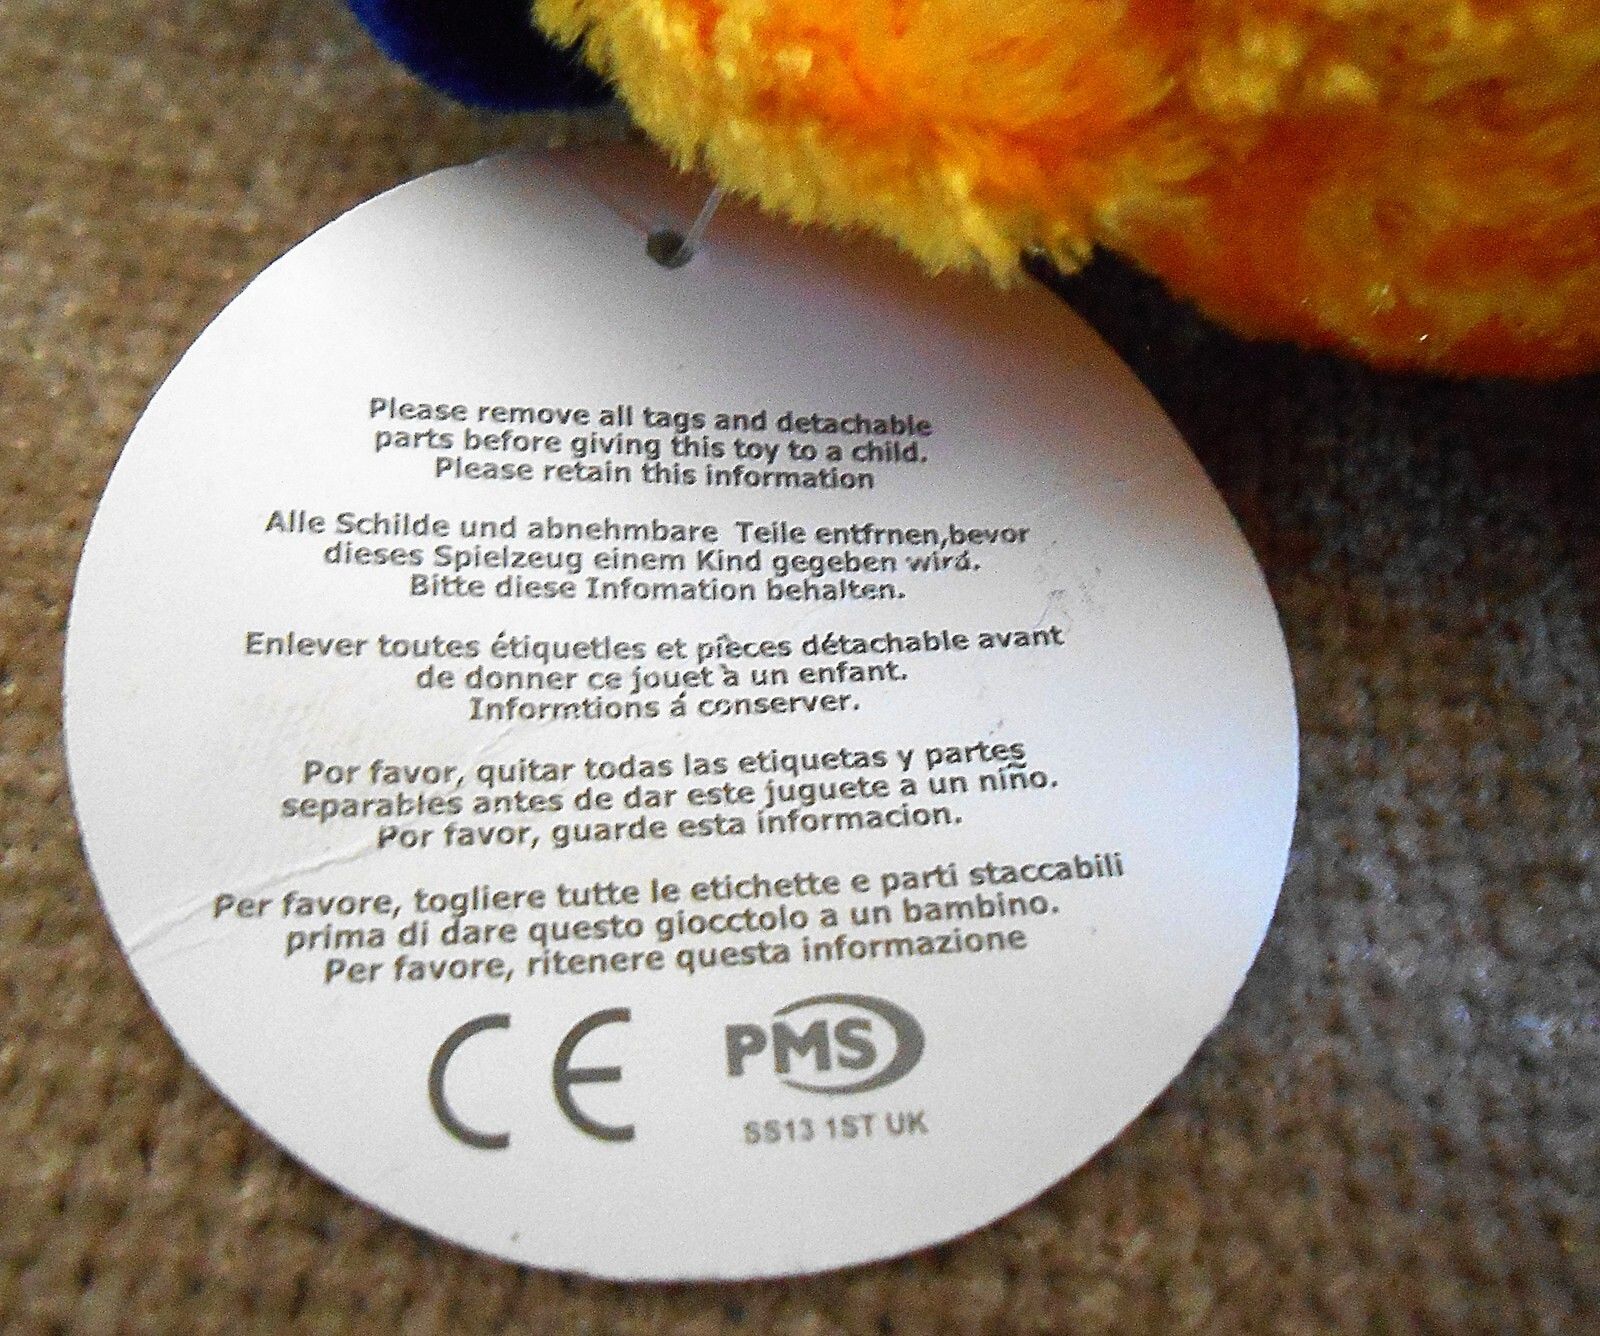 Please remove all tags and detachable
parts before giving this toy to a child.
Please retain this information
Alle Schilde und abnehmbare Teile entfrnen,bevor
dieses Spielzeug einem Kind gegeben wird.
Bitte diese Infomation behalten.
Enlever toutes étiquetles et pîèces détachable avant
de donner ce jouet à un enfant.
Informtions á conserver.
Por favor, quitar todas las etiquetas y partes
separables antes de dar este juguete a un niño.
Por favor, guarde esta informacion.
Per favore, togliere tutte le etichette e parti staccabili
prima di dare questo giocctolo a un bambino.
Per favore, ritenere questa informazione
CE PMS
SS13 1ST UK